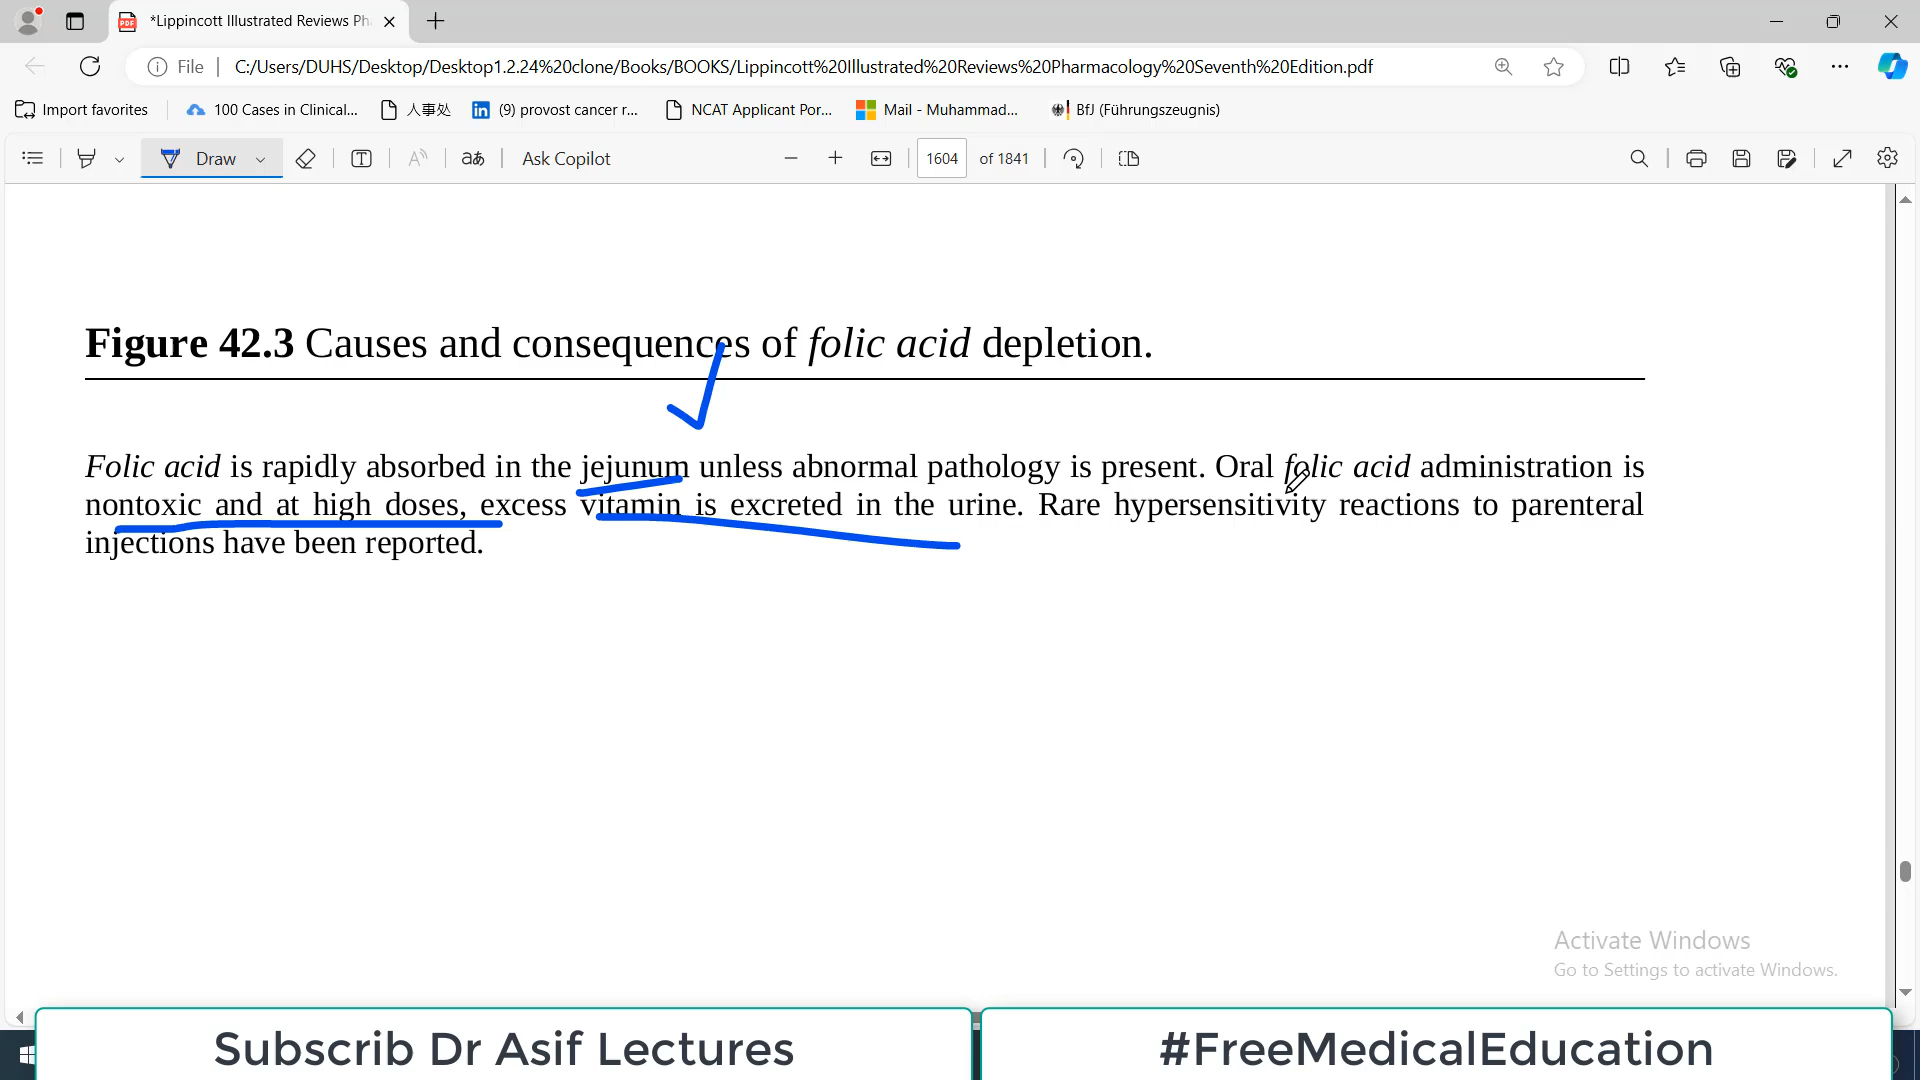 *Lippincott Illustrated Reviews Ph
File
C:/Users/DUHS/Desktop/Desktop1.2.24%20clone/Books/BOOKS/Lippincott%20Illustrated%20Reviews%20Pharmacology%20Seventh%20Edition.pdf
Import favorites 100 Cases in Clinical... 人事处 (9) provost cancer r... NCAT Applicant Por... Mail - Muhammad... BfJ (Führungszeugnis)
Draw Ask Copilot 1604 of 1841
Figure 42.3 Causes and consequences of folic acid depletion.
Folic acid is rapidly absorbed in the jejunum unless abnormal pathology is present. Oral folic acid administration is
nontoxic and at high doses, excess vitamin is excreted in the urine. Rare hypersensitivity reactions to parenteral
injections have been reported.
Activate Windows
Go to Settings to activate Windows.
Subscrib Dr Asif Lectures
#FreeMedicalEducation